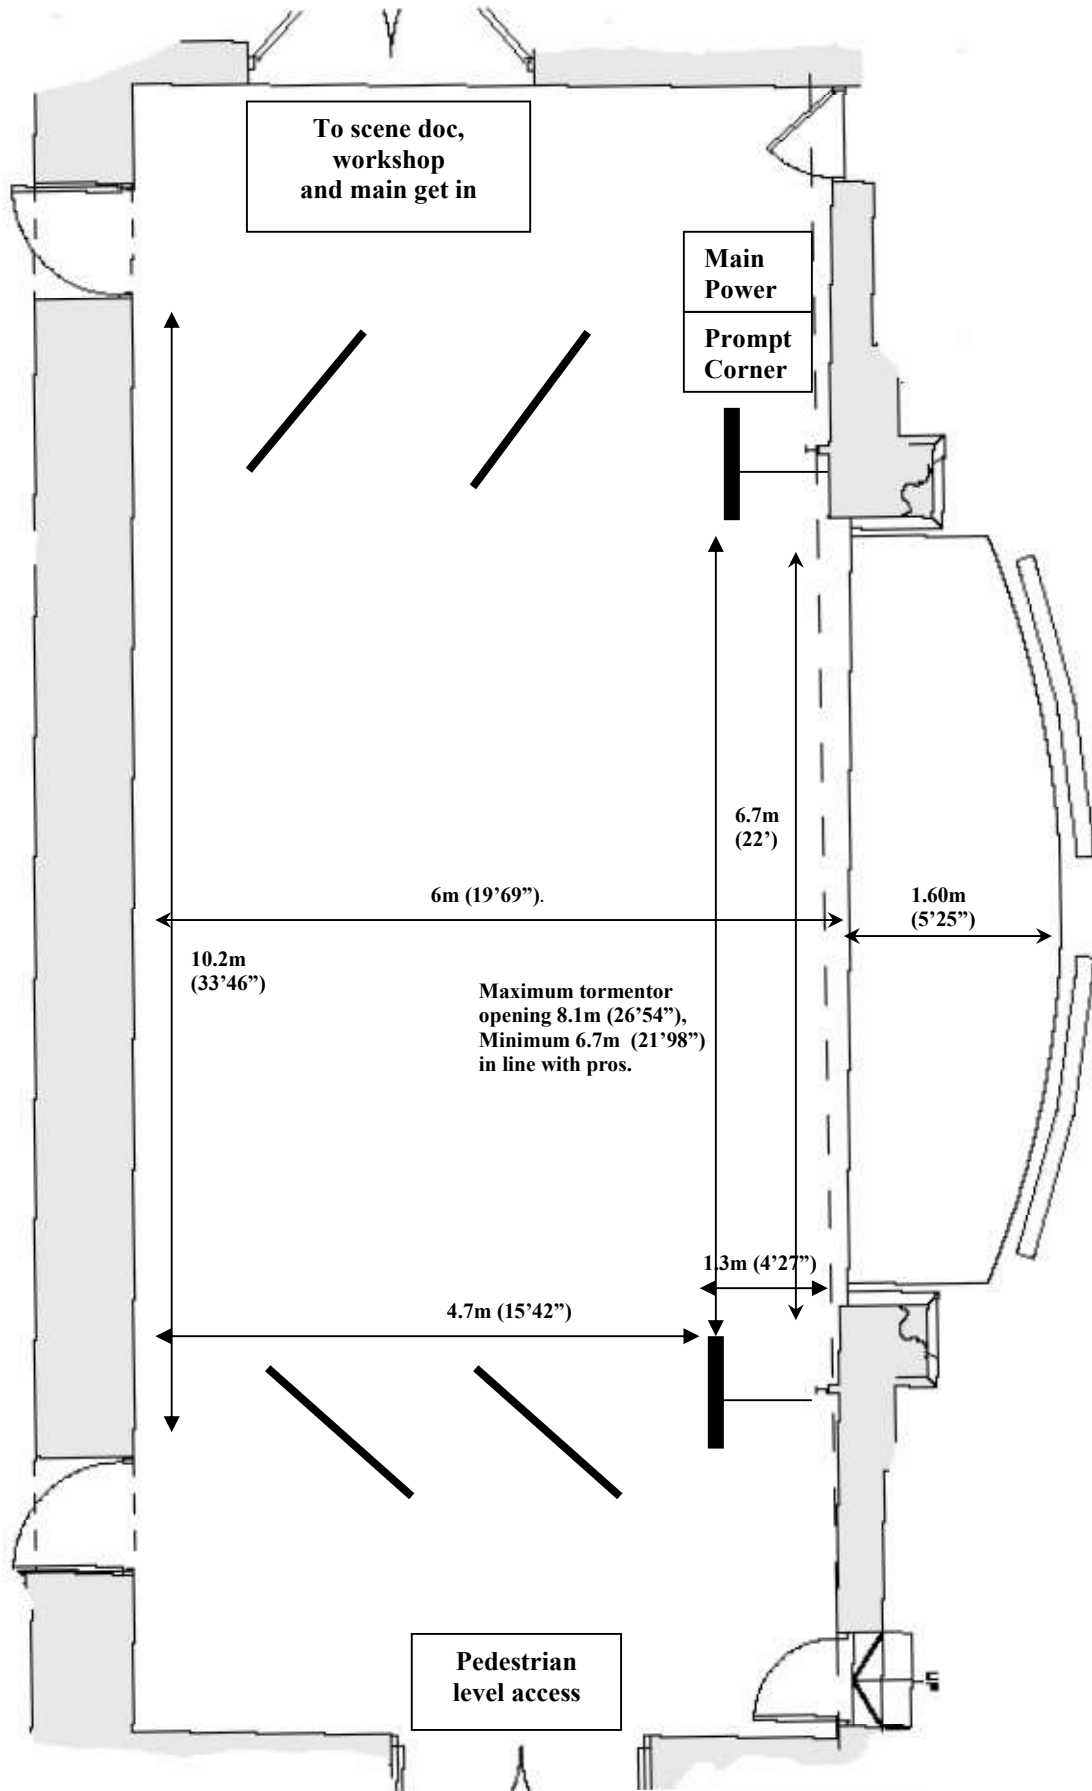 To scene doc,
workshop
and main get in
Main
Power
Prompt
Corner
6.7m
(22’)
6m (19’69”).
1.60m
(5’25”)
10.2m
(33’46”)
Maximum tormentor
opening 8.1m (26’54”),
Minimum 6.7m  (21’98”)
in line with pros.
1.3m (4’27”)
4.7m (15’42”)
Pedestrian
level access